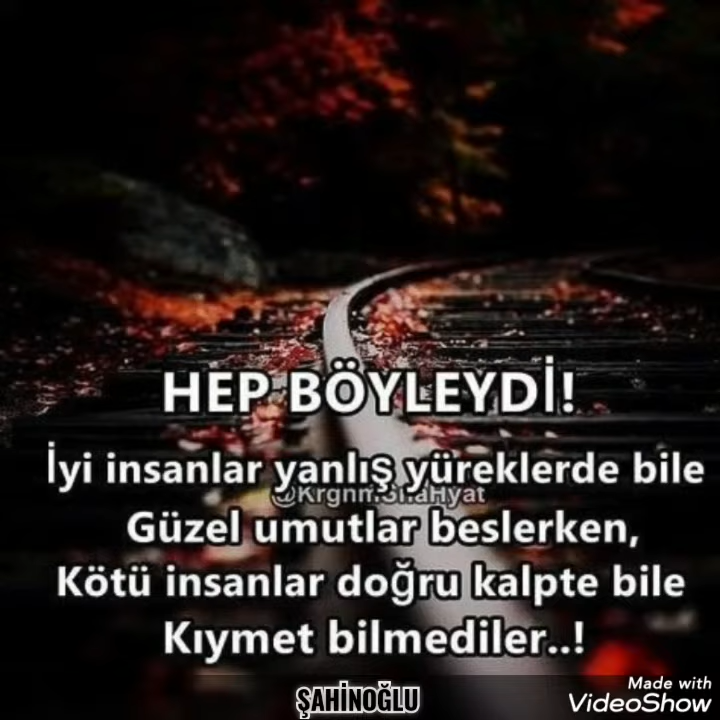 HEP BÖYLEYDİ!
İyi insanlar yanlış yüreklerde bile
Güzel umutlar beslerken,
Kötü insanlar doğru kalpte bile
Kıymet bilmediler..!
ŞAHİNOĞLU
Made with
VideoShow